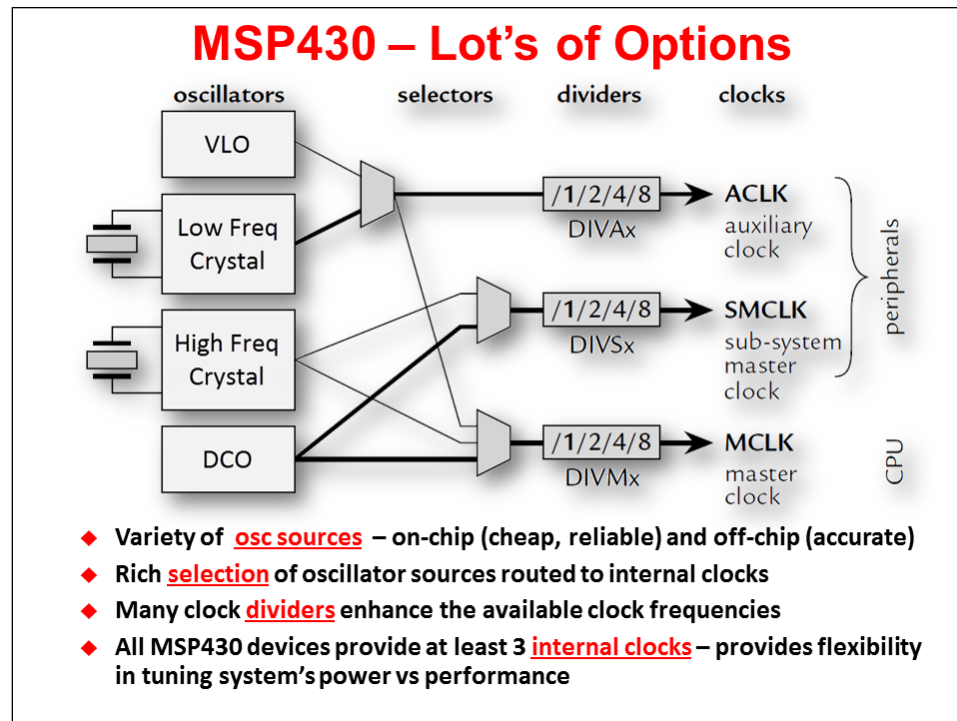 MSP430 – Lot's of Options
oscillators selectors dividers clocks
VLO
Low Freq
Crystal
High Freq
Crystal
DCO
/1/2/4/8
DIVAx
/1/2/4/8
DIVSx
/1/2/4/8
DIVMx
ACLK
auxiliary
clock
SMCLK
sub-system
master
clock
MCLK
master
clock
peripherals
CPU
Variety of osc sources – on-chip (cheap, reliable) and off-chip (accurate)
Rich selection of oscillator sources routed to internal clocks
Many clock dividers enhance the available clock frequencies
All MSP430 devices provide at least 3 internal clocks – provides flexibility
in tuning system's power vs performance